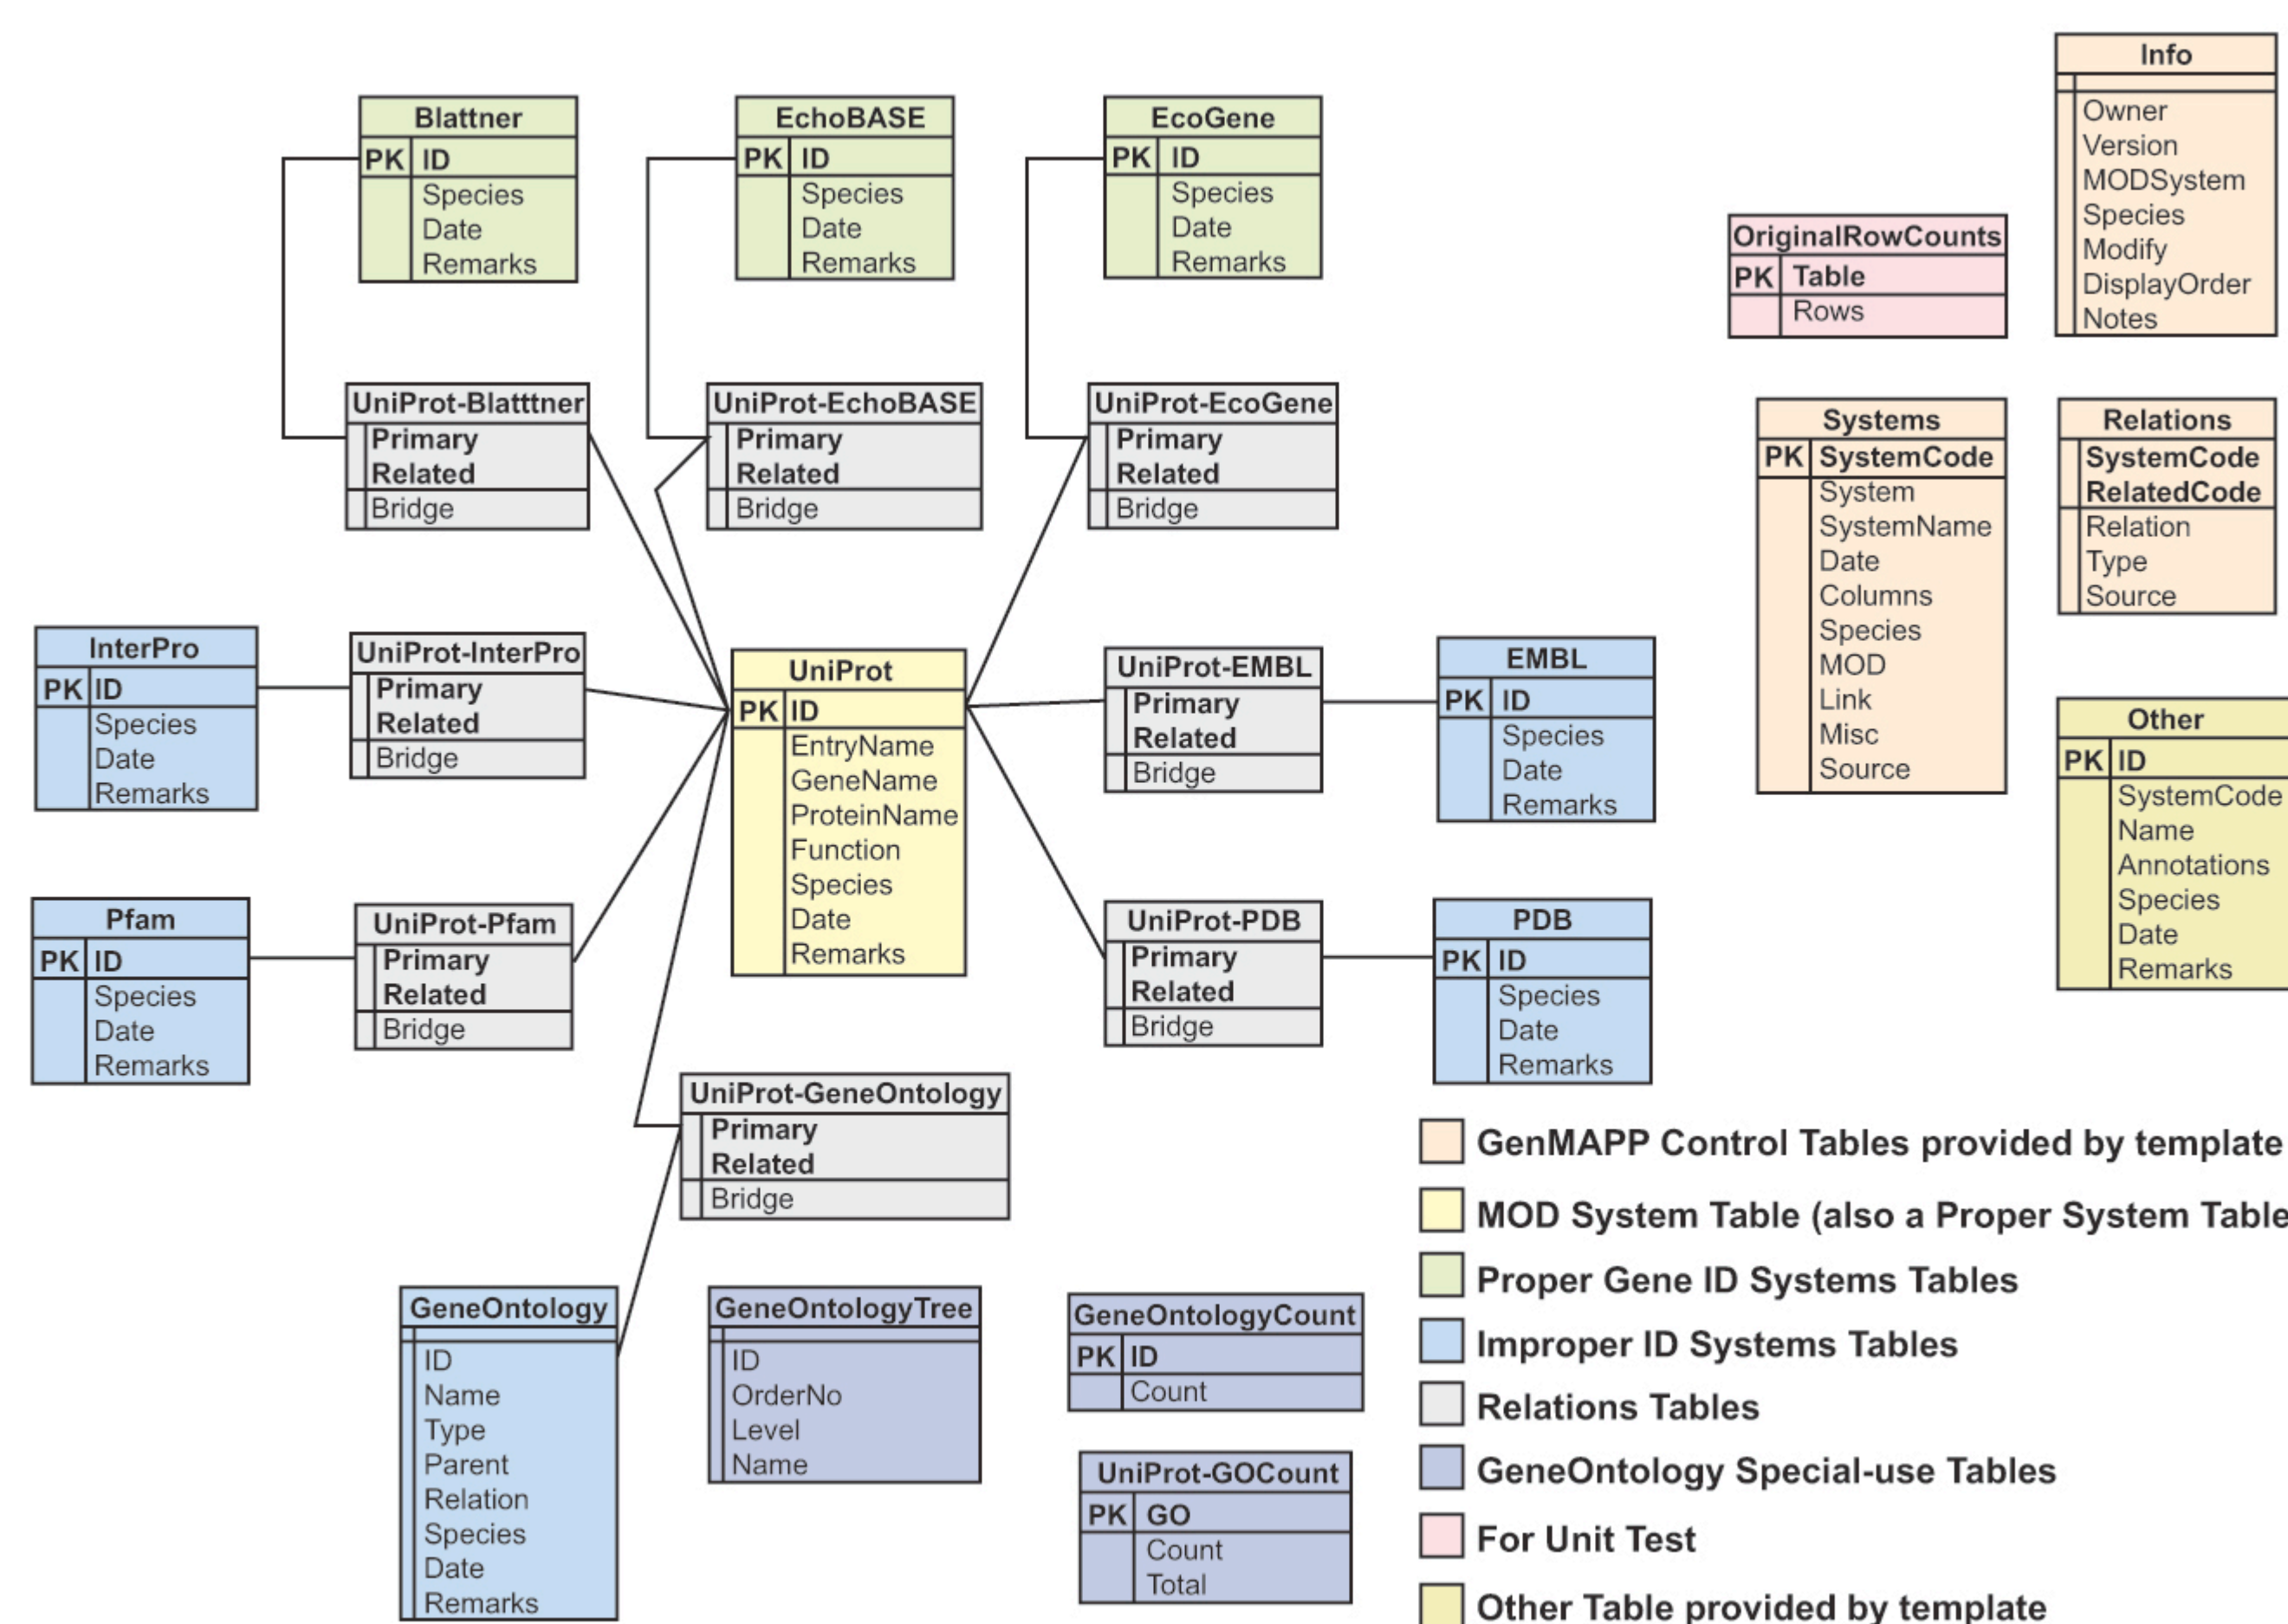 Info
Owner
Version
MODSystem
Species
Modify
DisplayOrder
Notes
Blattner
PK ID
Species
Date
Remarks
EchoBASE
PK ID
Species
Date
Remarks
EcoGene
PK ID
Species
Date
Remarks
OriginalRowCounts
PK Table
Rows
UniProt-Blatttner
Primary
Related
Bridge
UniProt-EchoBASE
Primary
Related
Bridge
UniProt-EcoGene
Primary
Related
Bridge
Systems
PK SystemCode
System
SystemName
Date
Columns
Species
MOD
Link
Misc
Source
Relations
SystemCode
RelatedCode
Relation
Type
Source
InterPro
PK ID
Species
Date
Remarks
UniProt-InterPro
Primary
Related
Bridge
UniProt
PK ID
EntryName
GeneName
ProteinName
Function
Species
Date
Remarks
UniProt-EMBL
Primary
Related
Bridge
EMBL
PK ID
Species
Date
Remarks
Other
PK ID
SystemCode
Name
Annotations
Species
Date
Remarks
Pfam
PK ID
Species
Date
Remarks
UniProt-Pfam
Primary
Related
Bridge
UniProt-PDB
Primary
Related
Bridge
PDB
PK ID
Species
Date
Remarks
UniProt-GeneOntology
Primary
Related
Bridge
GeneOntology
ID
Name
Type
Parent
Relation
Species
Date
Remarks
GeneOntologyTree
ID
OrderNo
Level
Name
GeneOntologyCount
PK ID
Count
UniProt-GOCount
PK GO
Count
Total
GenMAPP Control Tables provided by template
MOD System Table (also a Proper System Table
Proper Gene ID Systems Tables
Improper ID Systems Tables
Relations Tables
GeneOntology Special-use Tables
For Unit Test
Other Table provided by template